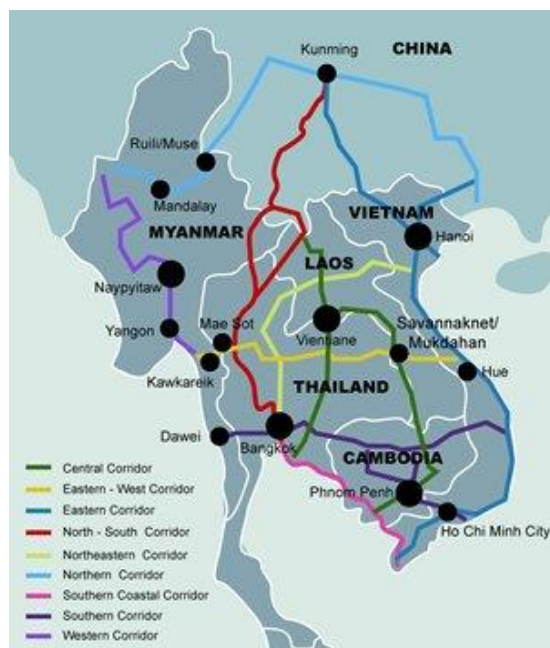 Kunming
CHINA
Ruili/Muse
Mandalay
VIETNAM
MYANMAR
Hanoi
LAOS
Naypyitaw
Yangon
Mae Sot
Vientiane
Savannaknet/
Mukdahan
Hue
Kawkareik
THAILAND
Dawei
Bangkok
CAMBODIA
Phnom Penh
Ho Chi Minh City
Central Corridor
Eastern - West Corridor
Eastern Corridor
North - South Corridor
Northeastern Corridor
Northern Corridor
Southern Coastal Corridor
Southern Corridor
Western Corridor